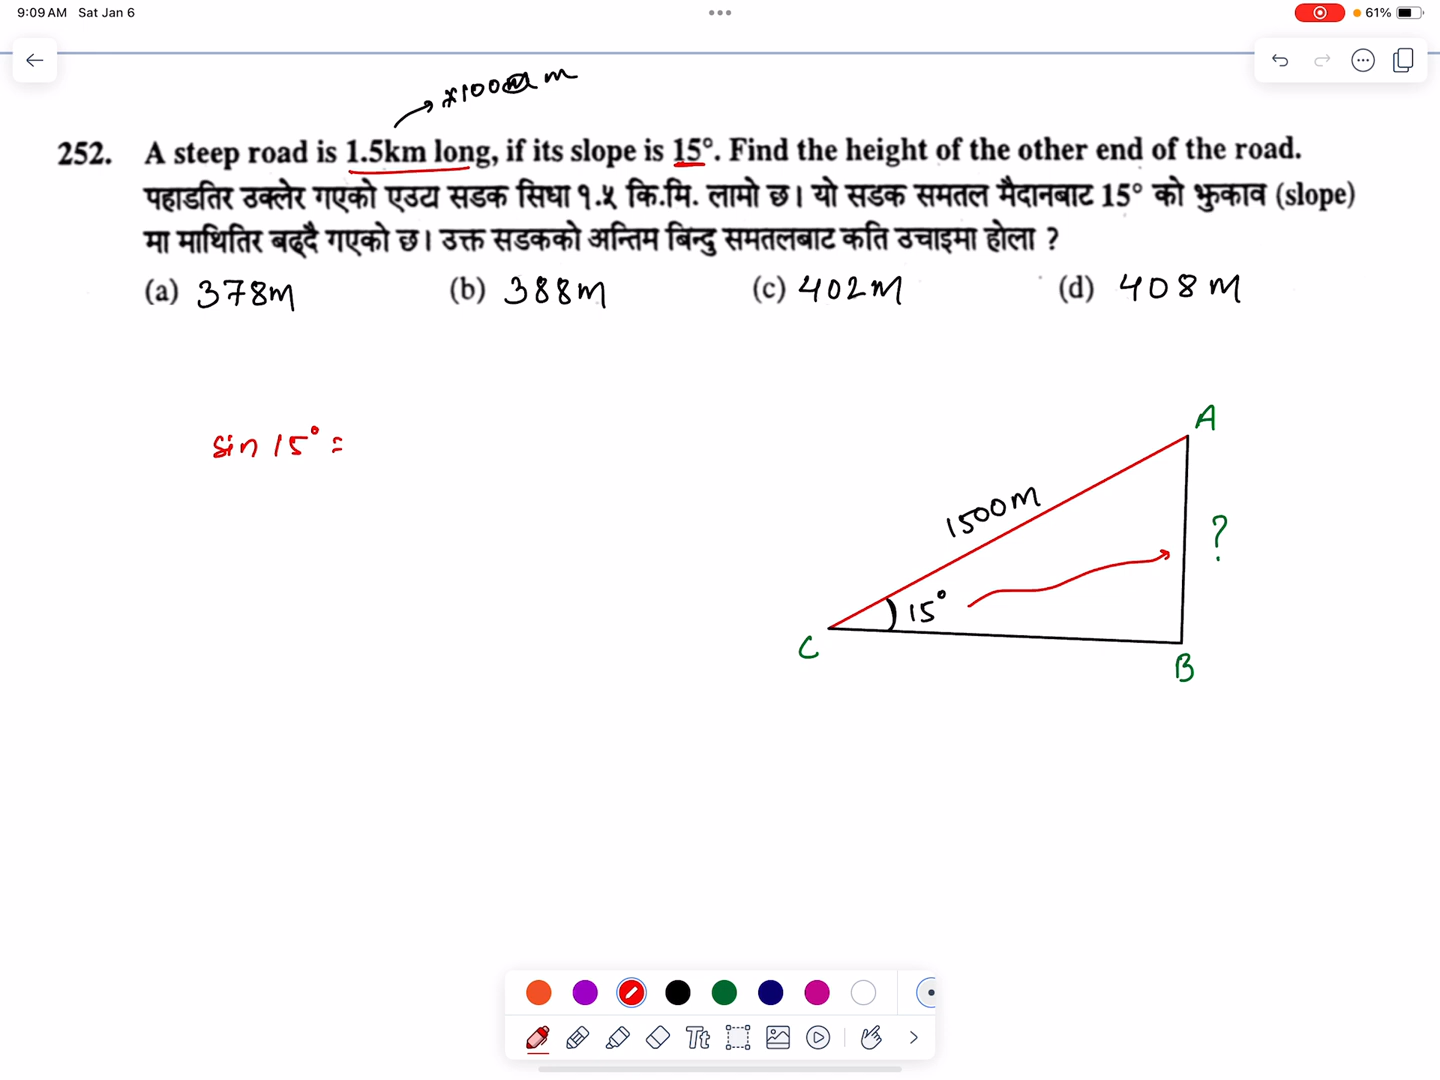 9:09 AM Sat Jan 6
61%
m
252. A steep road is 1.5km long, if its slope is 15°. Find the height of the other end of the road.
पहाडतिर उक्लेर गएको एउटा सडक सिधा १.५ कि.मि. लामो छ। यो सडक समतल मैदानबाट 15° को झुकाव (slope)
मा माथितिर बढ्दै गएको छ। उक्त सडकको अन्तिम बिन्दु समतलबाट कति उचाइमा होला ?
(a) 378m (b) 388m (c) 402m (d) 408m
A
sin 15° =
1500m
?
15°
C
B
Tt